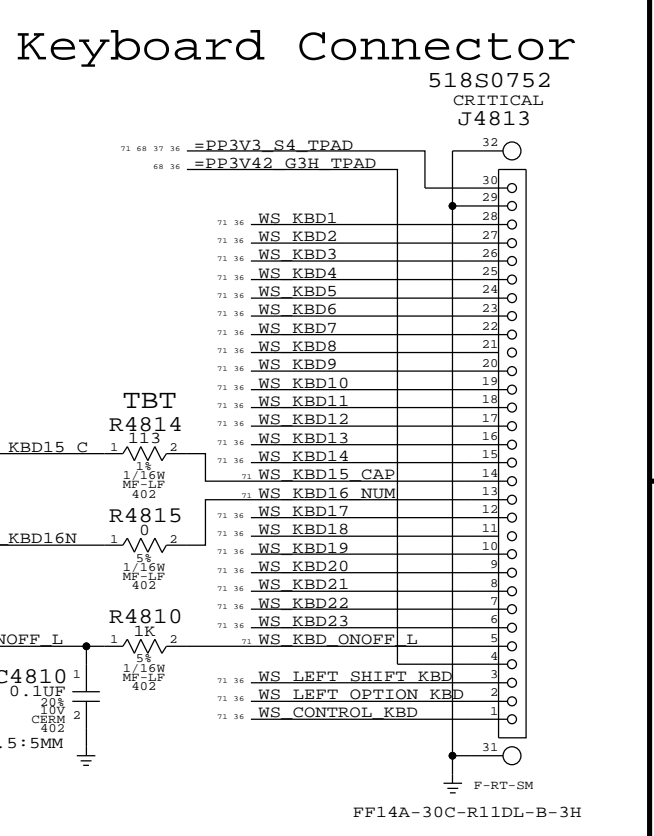 Keyboard Connector
518S0752
CRITICAL
J4813
71 68 37 36 =PP3V3_S4_TPAD 32
68 36 =PP3V42_G3H_TPAD
30
29
71 36 WS_KBD1 28
71 36 WS_KBD2 27
71 36 WS_KBD3 26
71 36 WS_KBD4 25
71 36 WS_KBD5 24
71 36 WS_KBD6 23
71 36 WS_KBD7 22
71 36 WS_KBD8 21
71 36 WS_KBD9 20
71 36 WS_KBD10 19
71 36 WS_KBD11 18
71 36 WS_KBD12 17
71 36 WS_KBD13 16
71 36 WS_KBD14 15
71 WS_KBD15_CAP 14
71 WS_KBD16_NUM 13
71 36 WS_KBD17 12
71 36 WS_KBD18 11
71 36 WS_KBD19 10
71 36 WS_KBD20 9
71 36 WS_KBD21 8
71 36 WS_KBD22 7
71 36 WS_KBD23 6
71 WS_KBD_ONOFF_L 5
4
71 36 WS_LEFT_SHIFT_KBD 3
71 36 WS_LEFT_OPTION_KBD 2
71 36 WS_CONTROL_KBD 1
31
F-RT-SM
FF14A-30C-R11DL-B-3H
TBT
R4814
113
KBD15_C 1 2
1%
1/16W
MF-LF
402
R4815
0
_KBD16N 1 2
5%
1/16W
MF-LF
402
R4810
1K
NOFF_L 1 2
5%
1/16W
MF-LF
402
C4810 1
0.1UF
20%
10V
CERM 2
402
.5:5MM